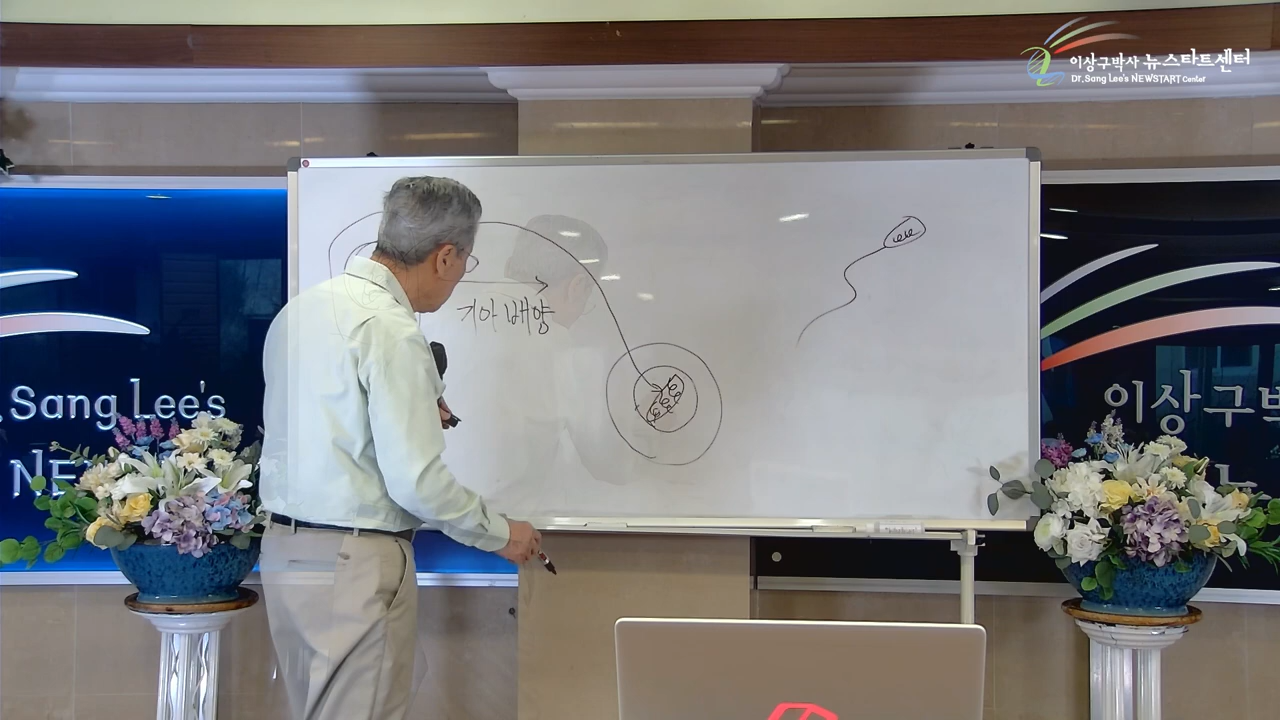 이상구박사 뉴스타트센터
Dr.Sang Lee's NEWSTART Center
기아 배양
.Sang Lee's
NE
이상구박